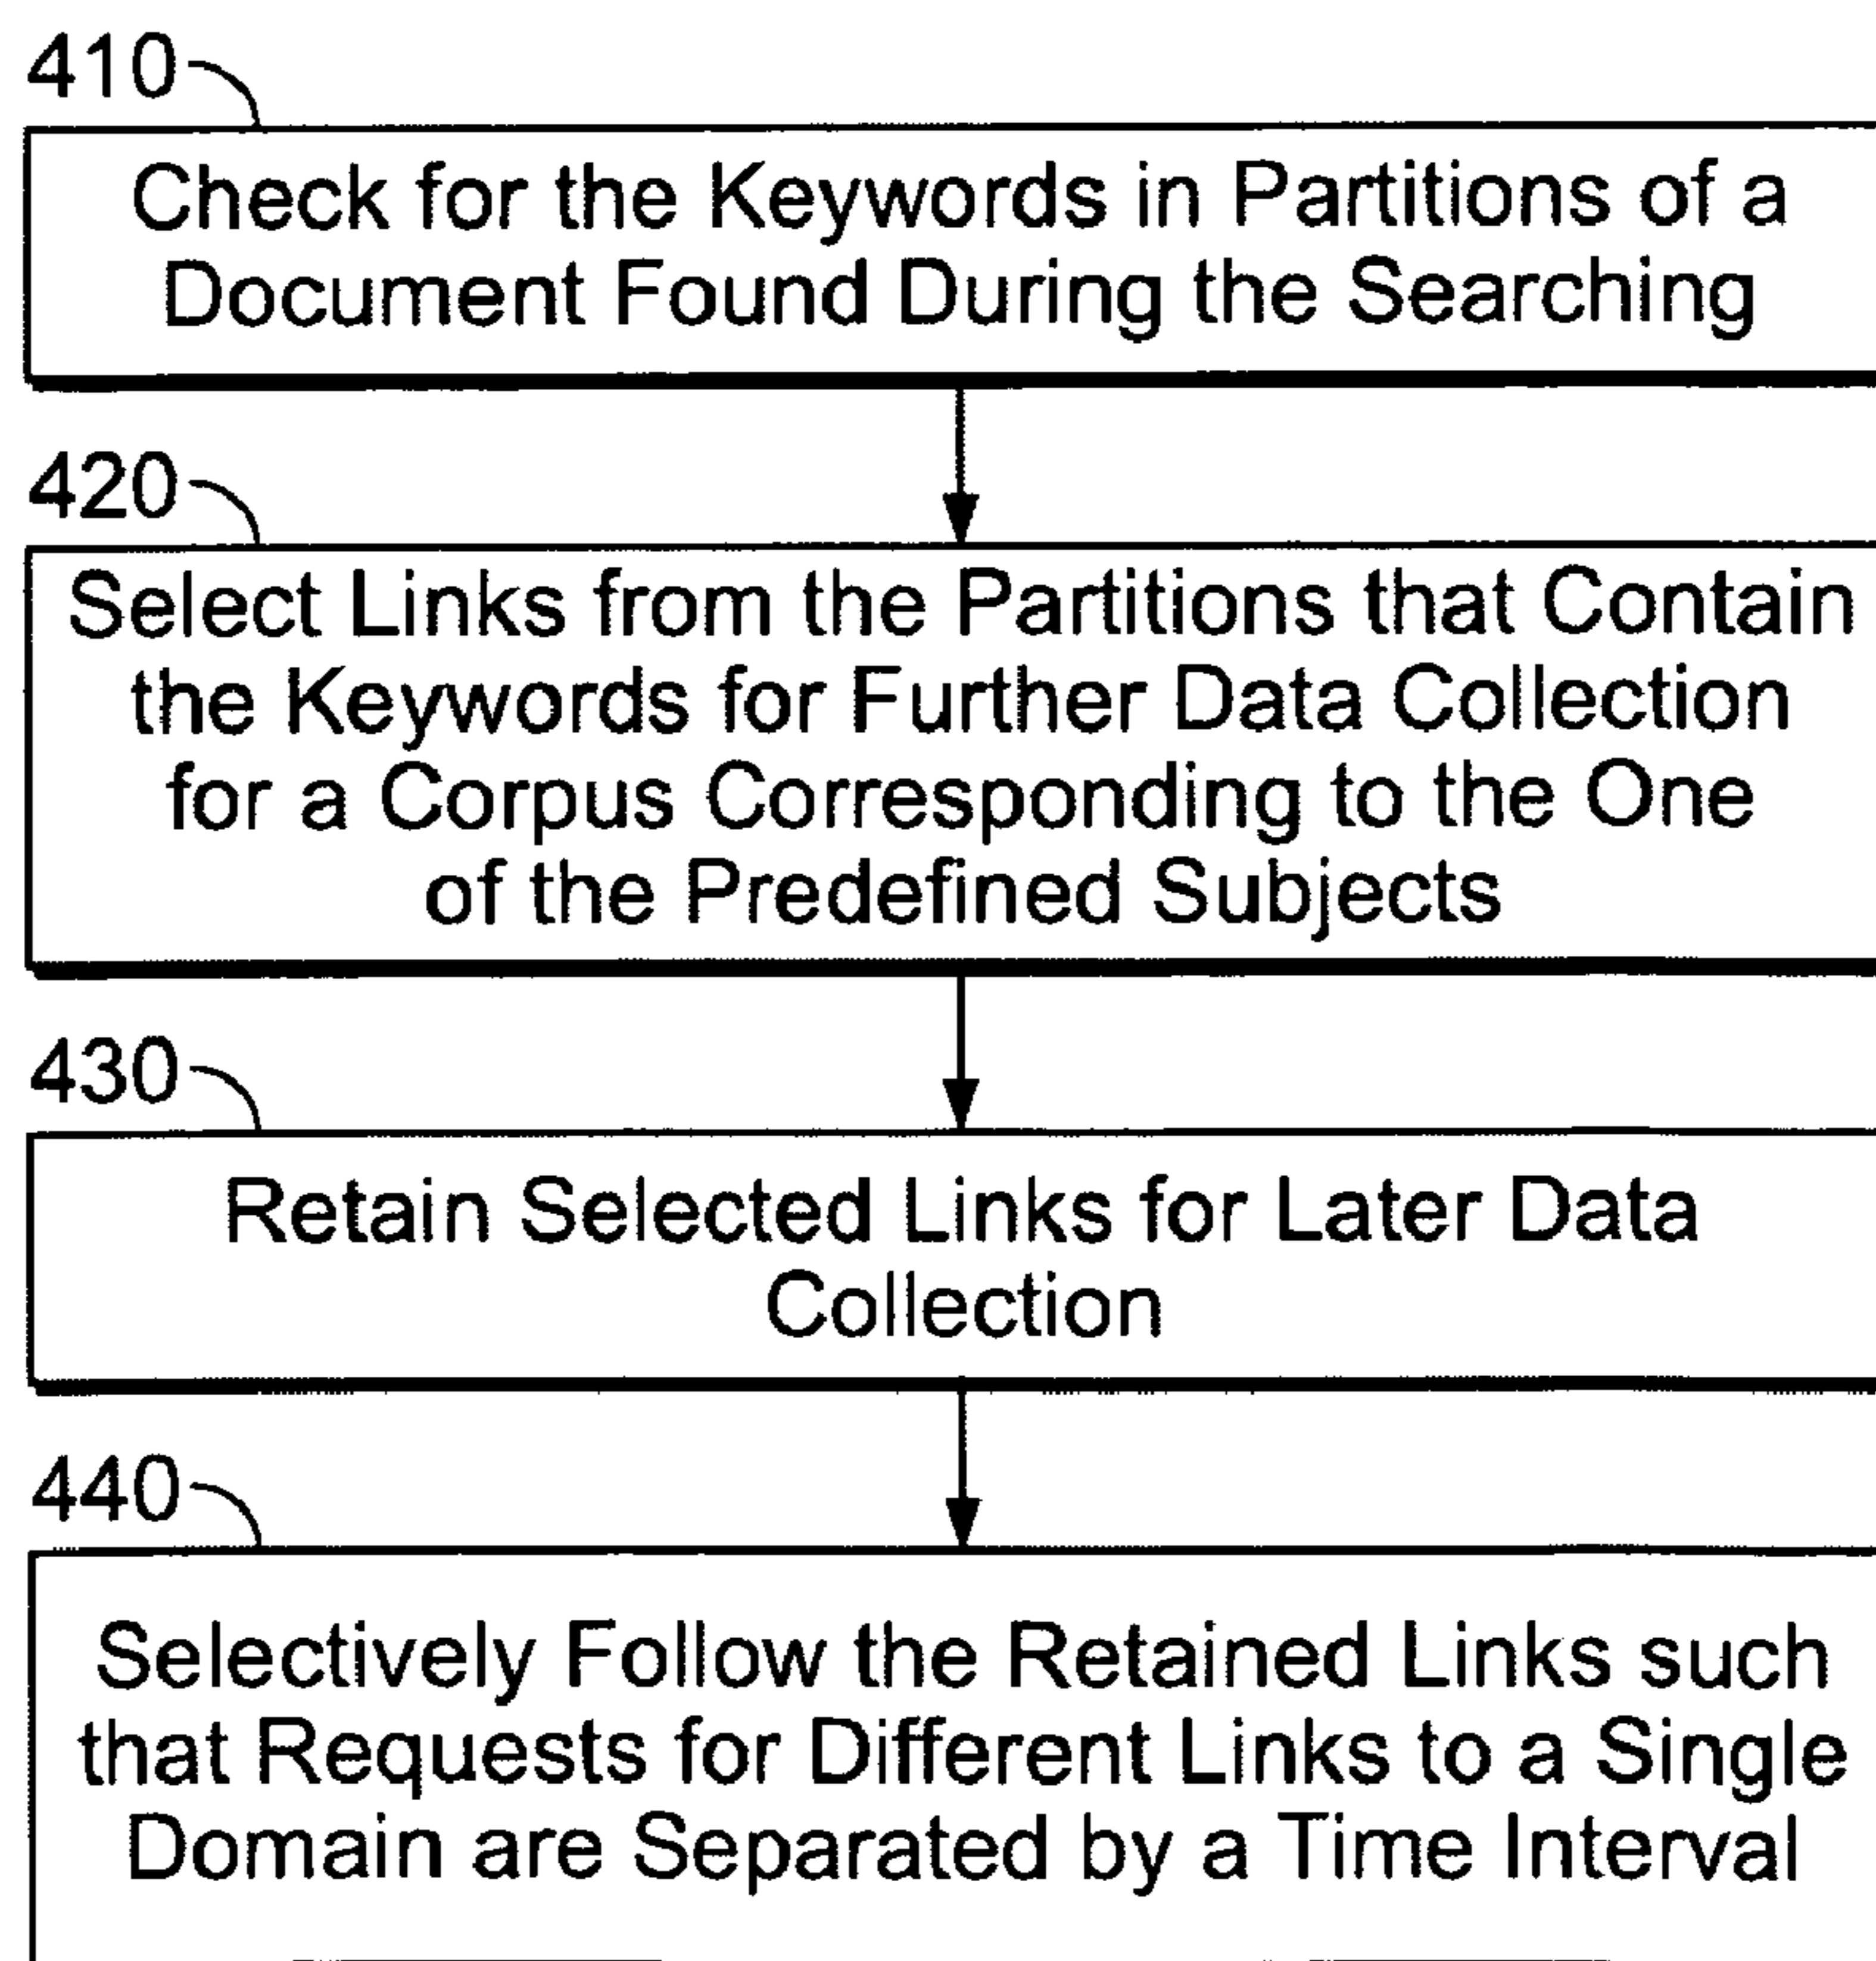 410
Check for the Keywords in Partitions of a
Document Found During the Searching
420
Select Links from the Partitions that Contain
the Keywords for Further Data Collection
for a Corpus Corresponding to the One
of the Predefined Subjects
430
Retain Selected Links for Later Data
Collection
440
Selectively Follow the Retained Links such
that Requests for Different Links to a Single
Domain are Separated by a Time Interval